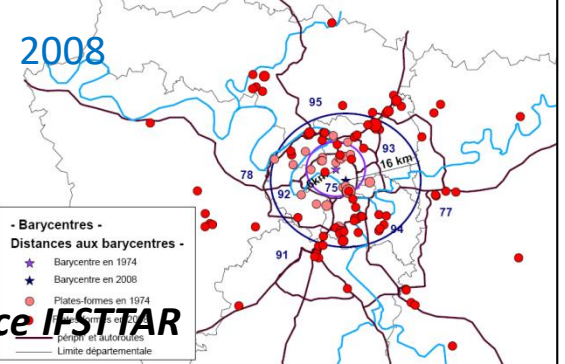 2008
95
93
16 km
78
6km
92
75
77
94
91
- Barycentres -
Distances aux barycentres -
Barycentre en 1974
Barycentre en 2008
Plates-formes en 1974
ce IFSTTAR
périph' et autoroutes
Limite départementale